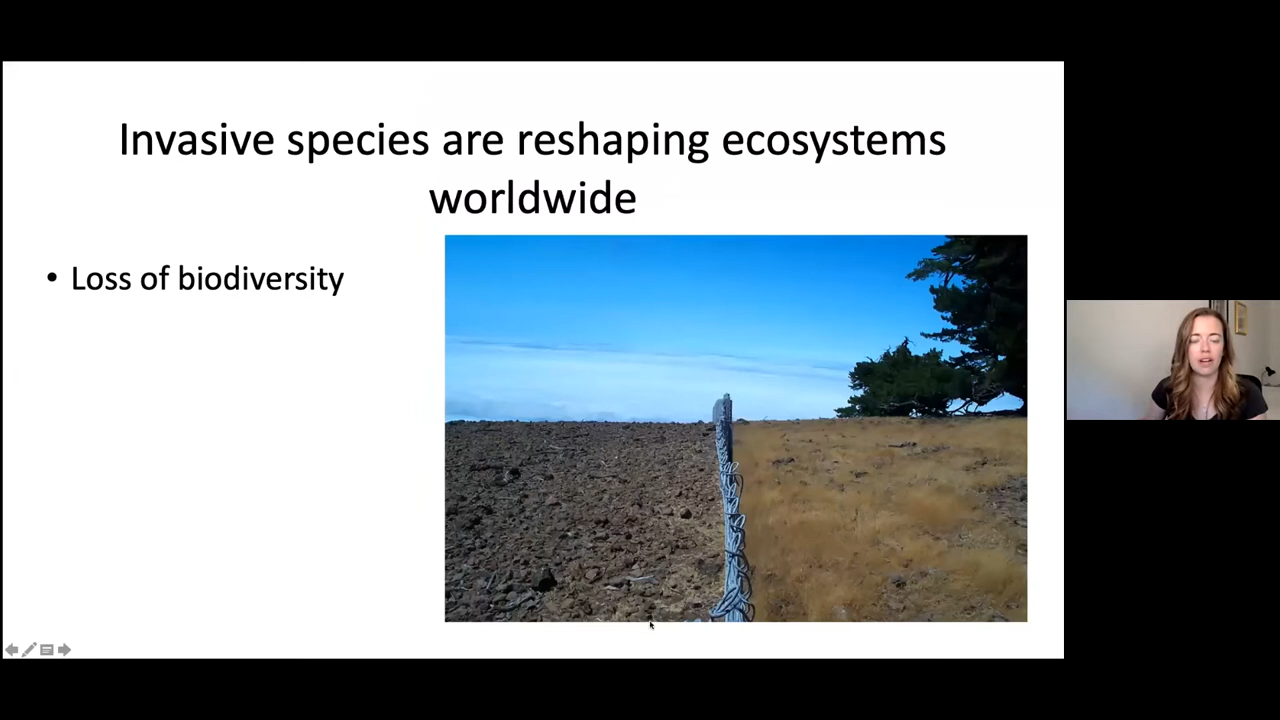 Invasive species are reshaping ecosystems
worldwide
• Loss of biodiversity